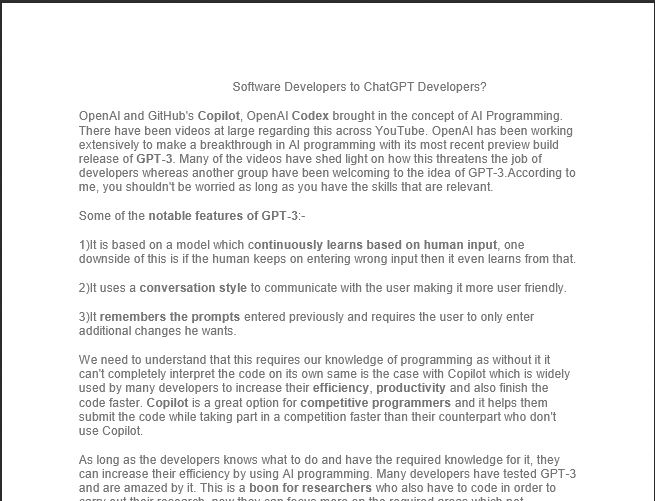 Software Developers to ChatGPT Developers?
OpenAI and GitHub's Copilot, OpenAI Codex brought in the concept of AI Programming.
There have been videos at large regarding this across YouTube. OpenAI has been working
extensively to make a breakthrough in AI programming with its most recent preview build
release of GPT-3. Many of the videos have shed light on how this threatens the job of
developers whereas another group have been welcoming to the idea of GPT-3.According to
me, you shouldn't be worried as long as you have the skills that are relevant.
Some of the notable features of GPT-3:-
1)It is based on a model which continuously learns based on human input, one
downside of this is if the human keeps on entering wrong input then it even learns from that.
2)It uses a conversation style to communicate with the user making it more user friendly.
3)It remembers the prompts entered previously and requires the user to only enter
additional changes he wants.
We need to understand that this requires our knowledge of programming as without it it
can't completely interpret the code on its own same is the case with Copilot which is widely
used by many developers to increase their efficiency, productivity and also finish the
code faster. Copilot is a great option for competitive programmers and it helps them
submit the code while taking part in a competition faster than their counterpart who don't
use Copilot.
As long as the developers knows what to do and have the required knowledge for it, they
can increase their efficiency by using AI programming. Many developers have tested GPT-3
and are amazed by it. This is a boon for researchers who also have to code in order to
carry out their research, now they can focus more on the required areas which not